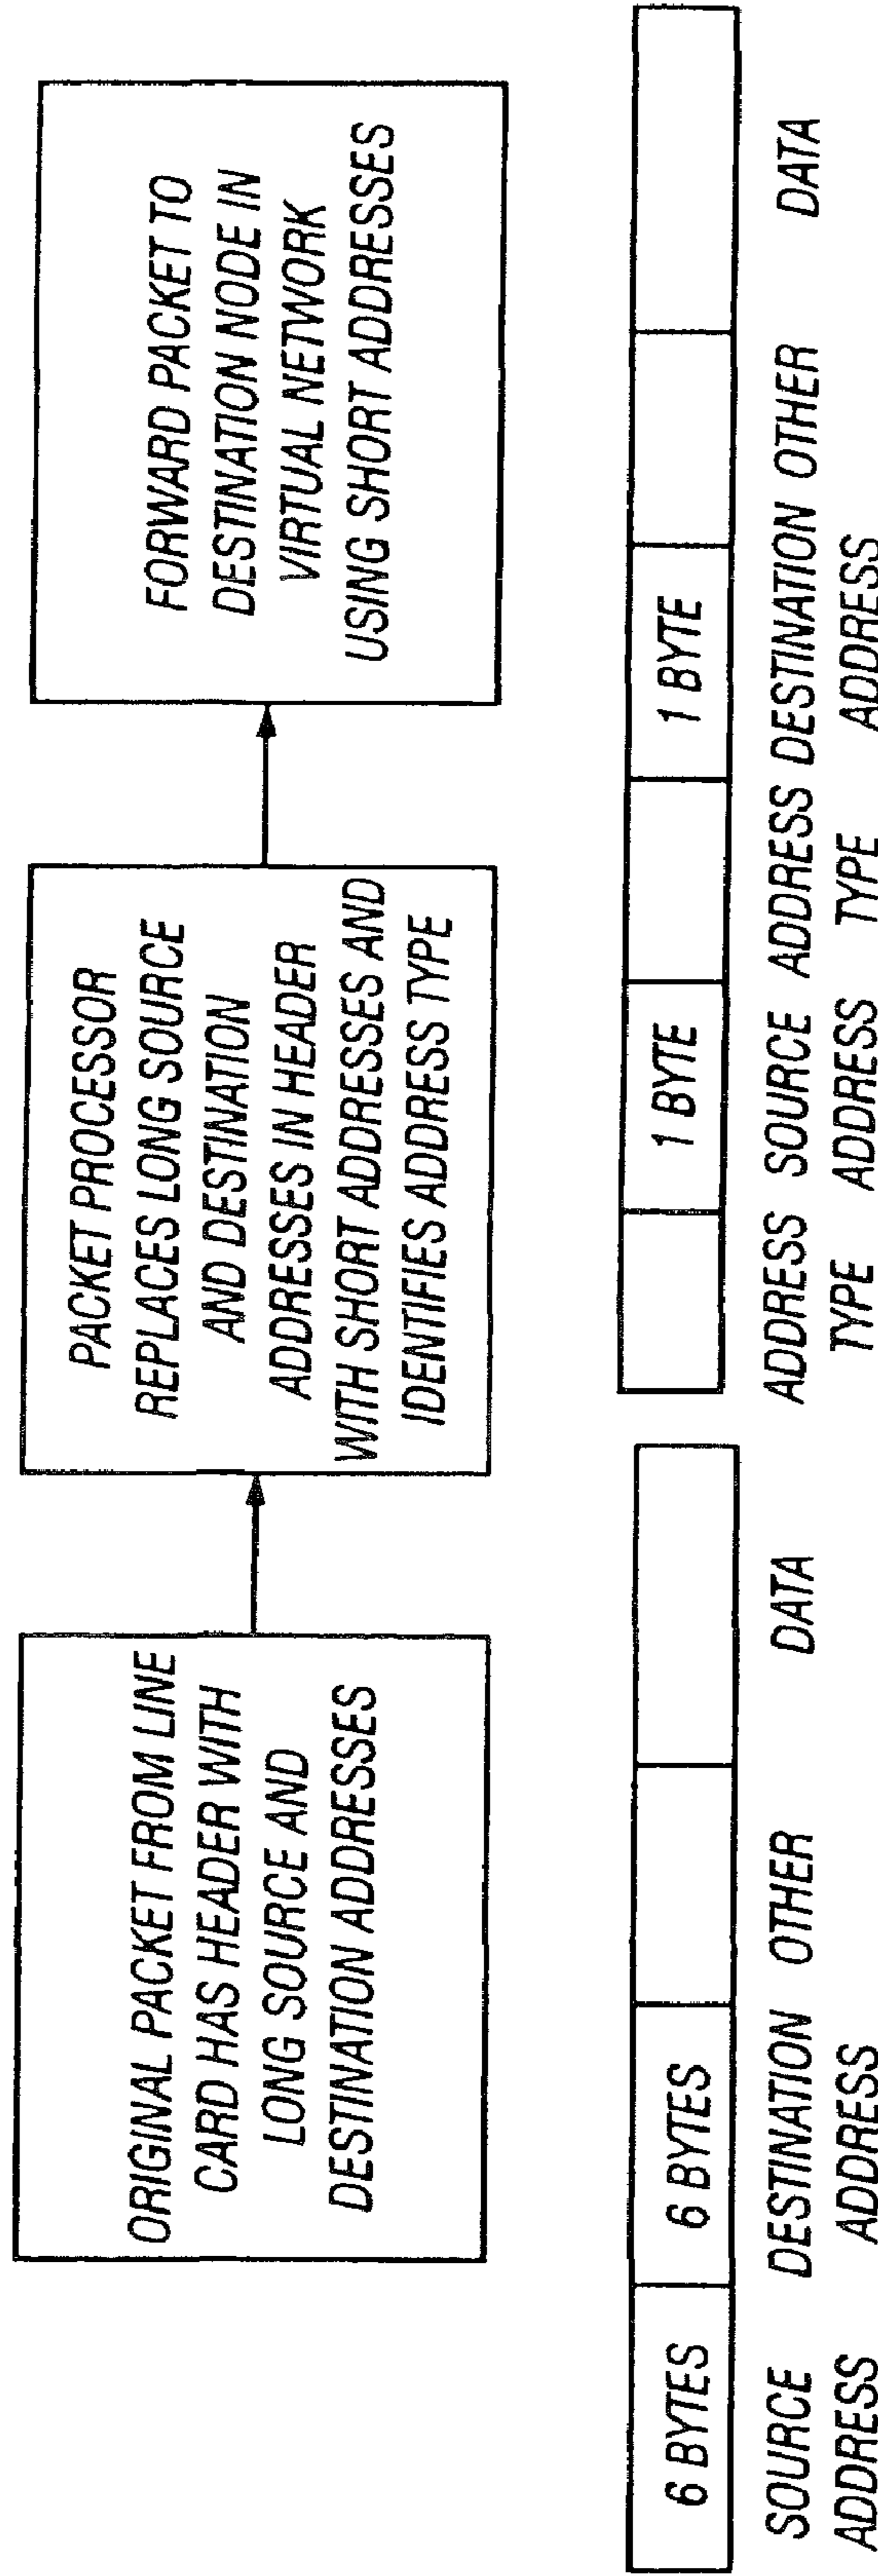 ORIGINAL PACKET FROM LINE
CARD HAS HEADER WITH
LONG SOURCE AND
DESTINATION ADDRESSES
PACKET PROCESSOR
REPLACES LONG SOURCE
AND DESTINATION
ADDRESSES IN HEADER
WITH SHORT ADDRESSES AND
IDENTIFIES ADDRESS TYPE
FORWARD PACKET TO
DESTINATION NODE IN
VIRTUAL NETWORK
USING SHORT ADDRESSES
6 BYTES 6 BYTES
SOURCE DESTINATION OTHER DATA
ADDRESS ADDRESS
1 BYTE 1 BYTE
ADDRESS SOURCE ADDRESS DESTINATION OTHER DATA
TYPE ADDRESS TYPE ADDRESS